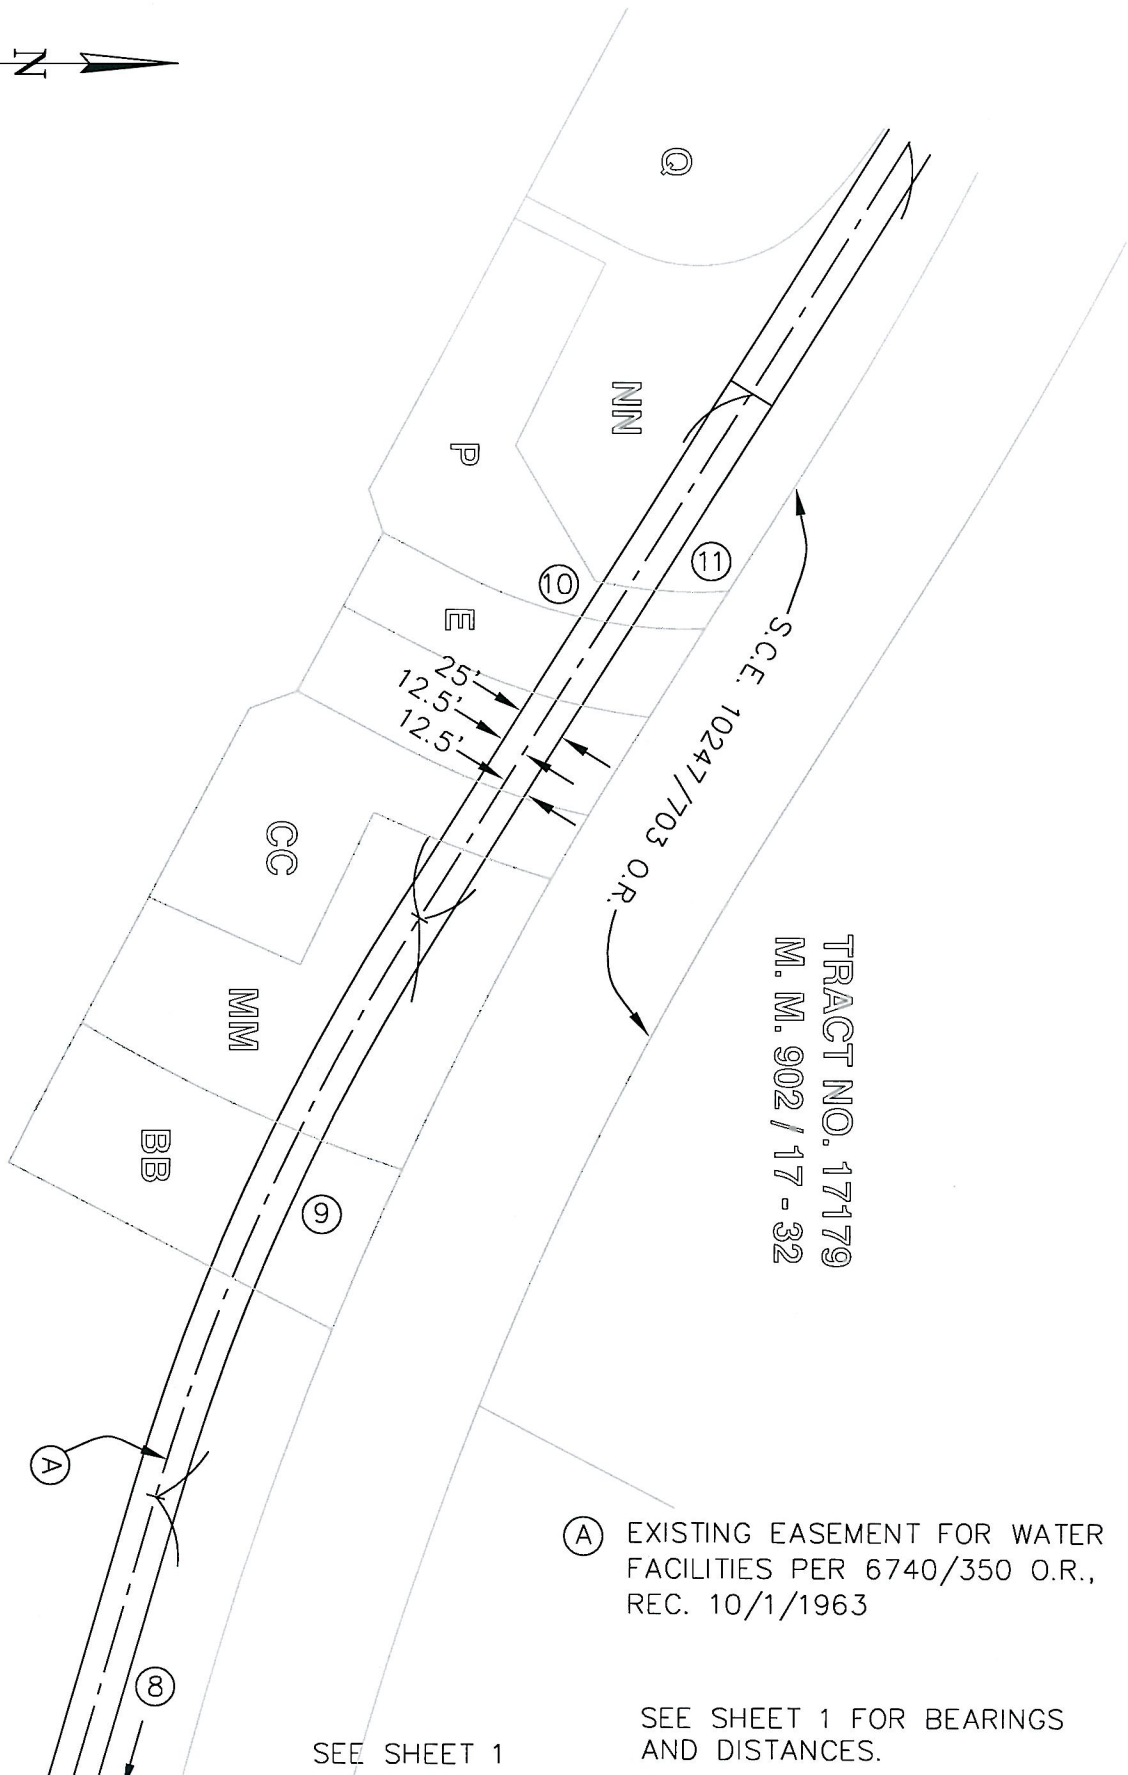 N
Q
NN
P
11
10
E
25'
12.5'
12.5'
S.C.E. 10247/703 O.R.
CC
TRACT NO. 17179
M. M. 902 / 17 - 32
MM
BB
9
A
A EXISTING EASEMENT FOR WATER
FACILITIES PER 6740/350 O.R.,
REC. 10/1/1963
8
SEE SHEET 1
SEE SHEET 1 FOR BEARINGS
AND DISTANCES.